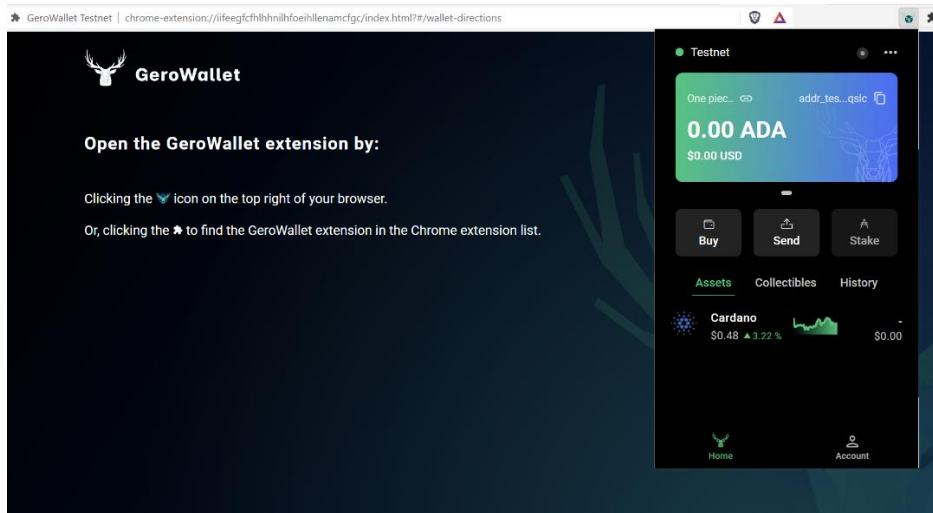 GeroWallet Testnet | chrome-extension://iifeegfcfhlhhnilhfoeihllenamcfgc/index.html?#/wallet-directions
GeroWallet
Open the GeroWallet extension by:
Clicking the icon on the top right of your browser.
Or, clicking the to find the GeroWallet extension in the Chrome extension list.
Testnet
One piec.. addr_tes...qslc
0.00 ADA
$0.00 USD
Buy Send Stake
Assets Collectibles History
Cardano -
$0.48 ▲3.22 % $0.00
Home Account